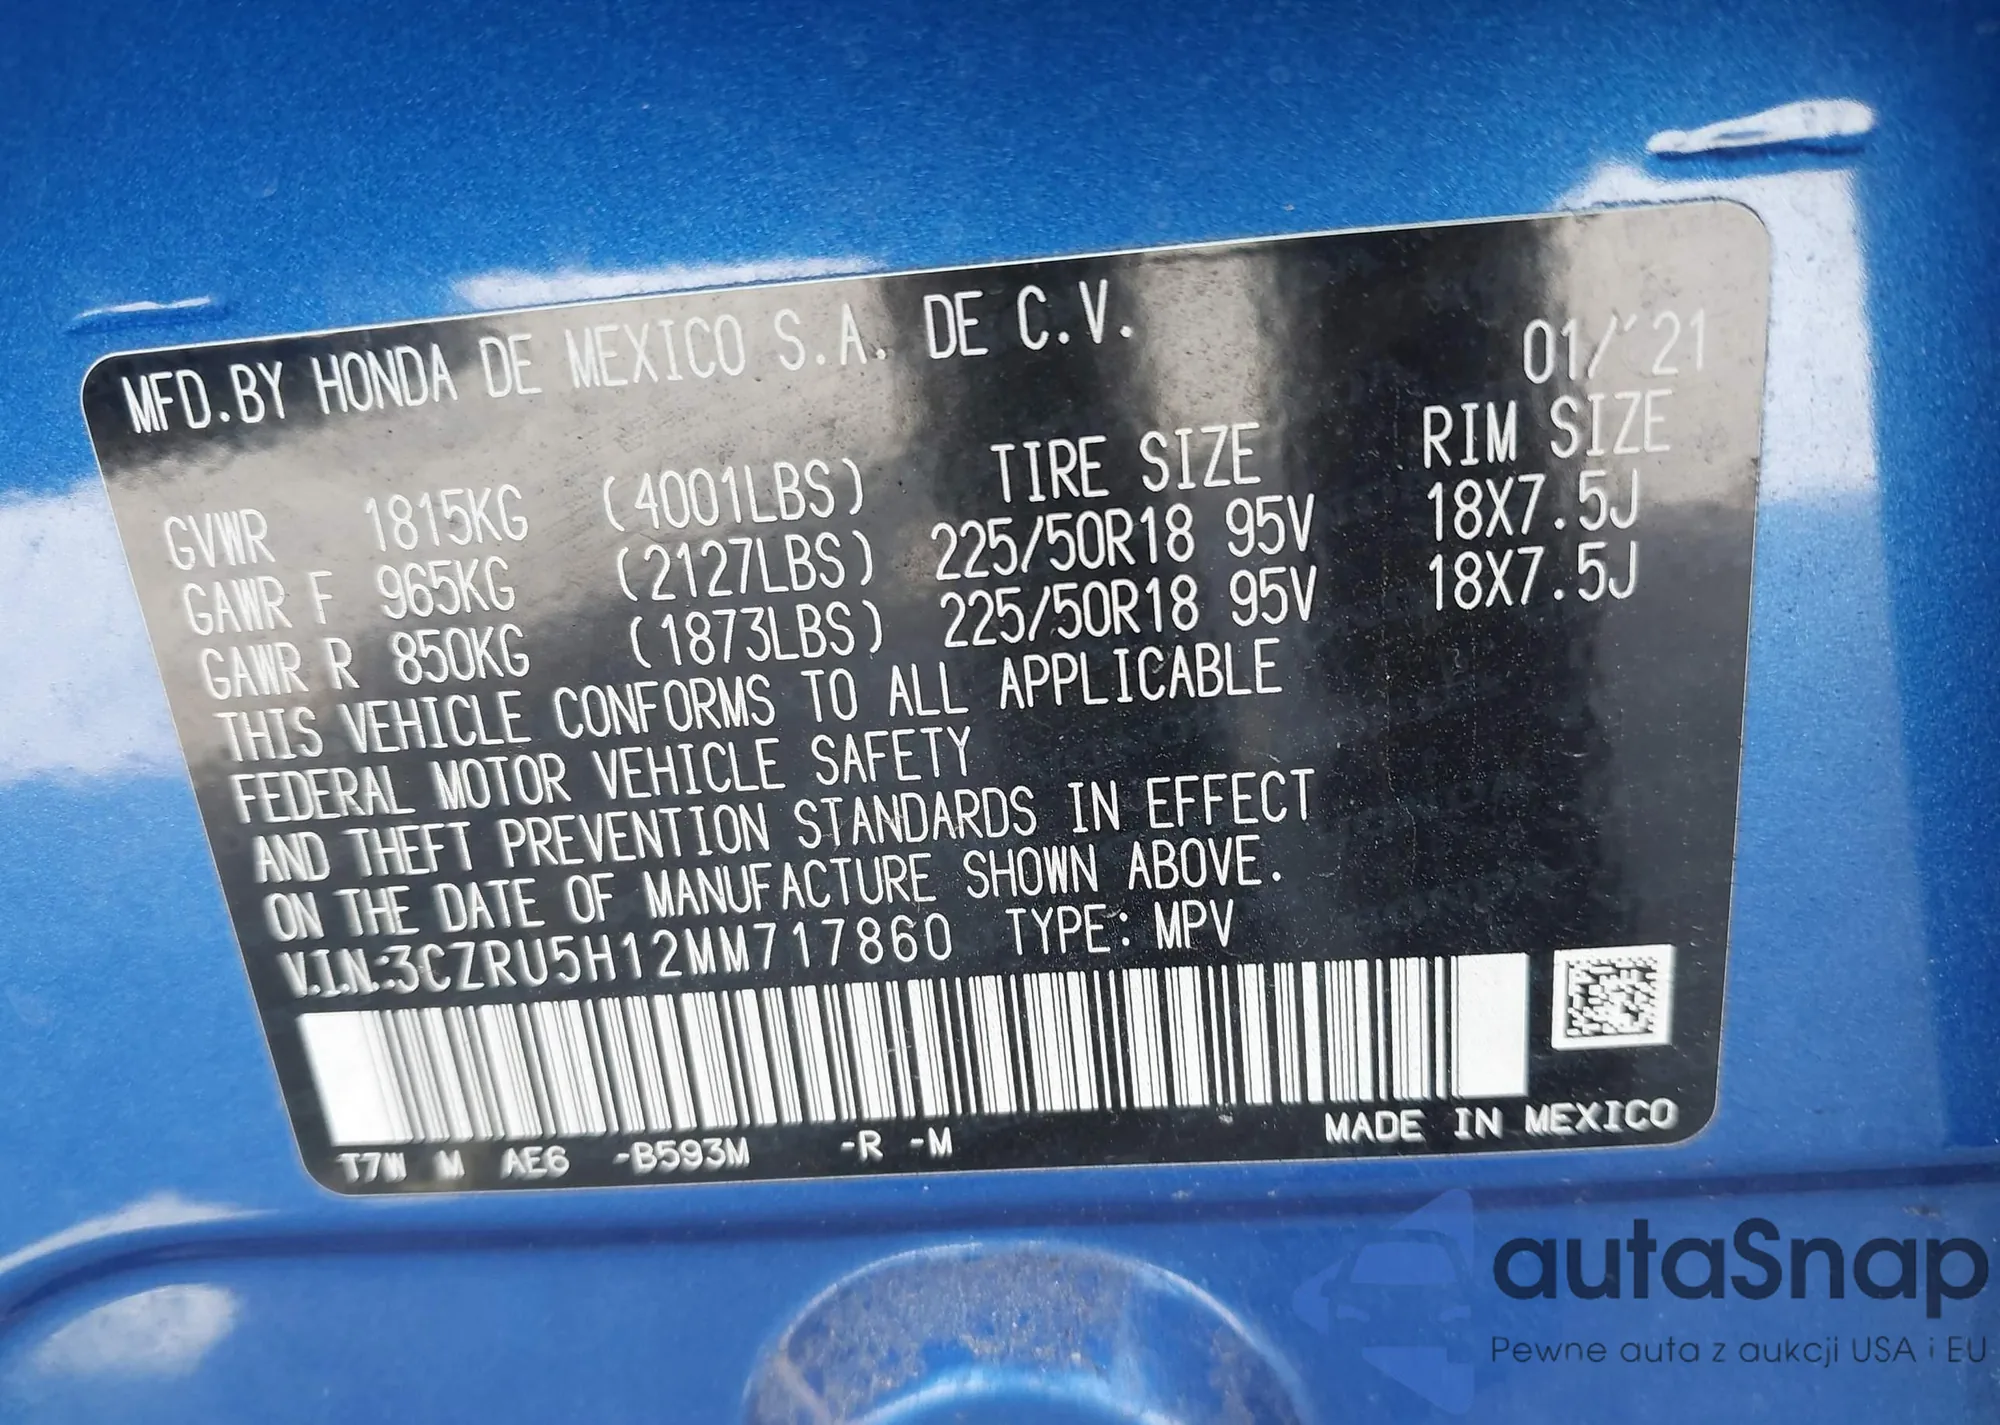 MFD.BY HONDA DE MEXICO S.A. DE C.V. 01/'21
TIRE SIZE RIM SIZE
GVWR 1815KG (4001LBS)
GAWR F 965KG (2127LBS) 225/50R18 95V 18X7.5J
GAWR R 850KG (1873LBS) 225/50R18 95V 18X7.5J
THIS VEHICLE CONFORMS TO ALL APPLICABLE
FEDERAL MOTOR VEHICLE SAFETY
AND THEFT PREVENTION STANDARDS IN EFFECT
ON THE DATE OF MANUFACTURE SHOWN ABOVE.
V.I.N.:3CZRU5H12MM717860 TYPE: MPV
T7W M AE6 -B593M -R -M MADE IN MEXICO
autaSnap
Pewne auta z aukcji USA i EU